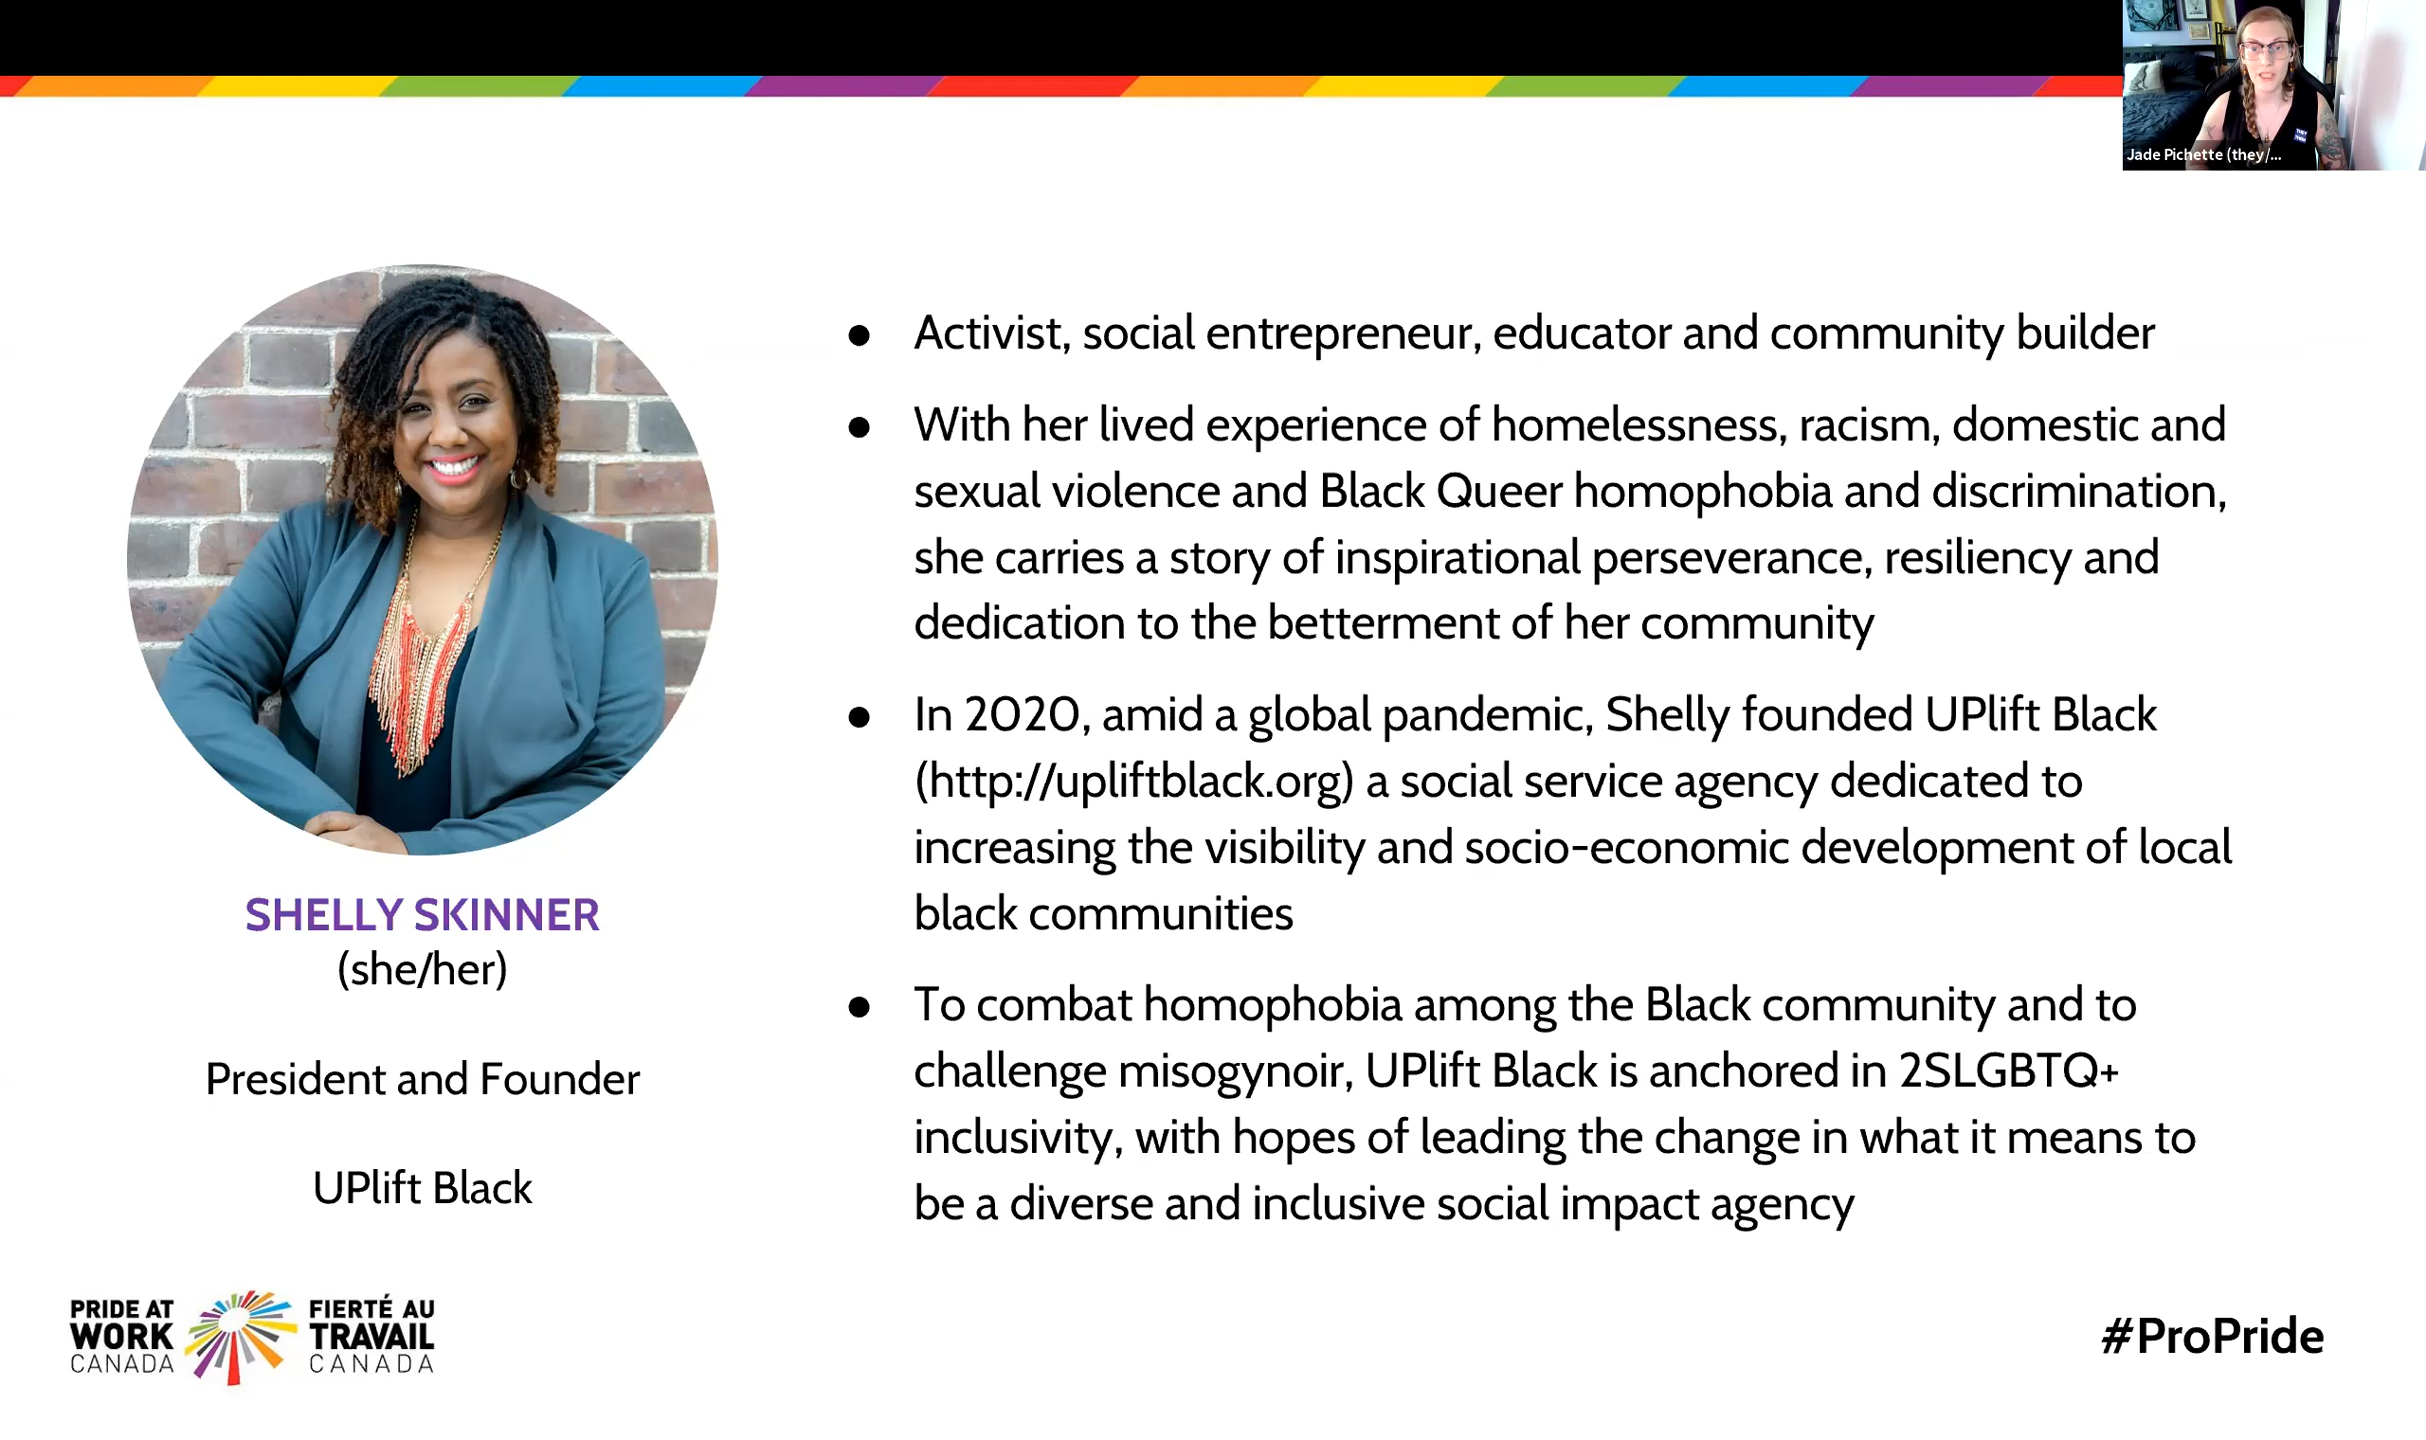 Jade Pichette (they/...
THEY
THEM
● Activist, social entrepreneur, educator and community builder
● With her lived experience of homelessness, racism, domestic and
sexual violence and Black Queer homophobia and discrimination,
she carries a story of inspirational perseverance, resiliency and
dedication to the betterment of her community
● In 2020, amid a global pandemic, Shelly founded UPlift Black
(http://upliftblack.org) a social service agency dedicated to
increasing the visibility and socio-economic development of local
black communities
● To combat homophobia among the Black community and to
challenge misogynoir, UPlift Black is anchored in 2SLGBTQ+
inclusivity, with hopes of leading the change in what it means to
be a diverse and inclusive social impact agency
SHELLY SKINNER
(she/her)
President and Founder
UPlift Black
PRIDE AT
WORK
CANADA
FIERTÉ AU
TRAVAIL
CANADA
#ProPride